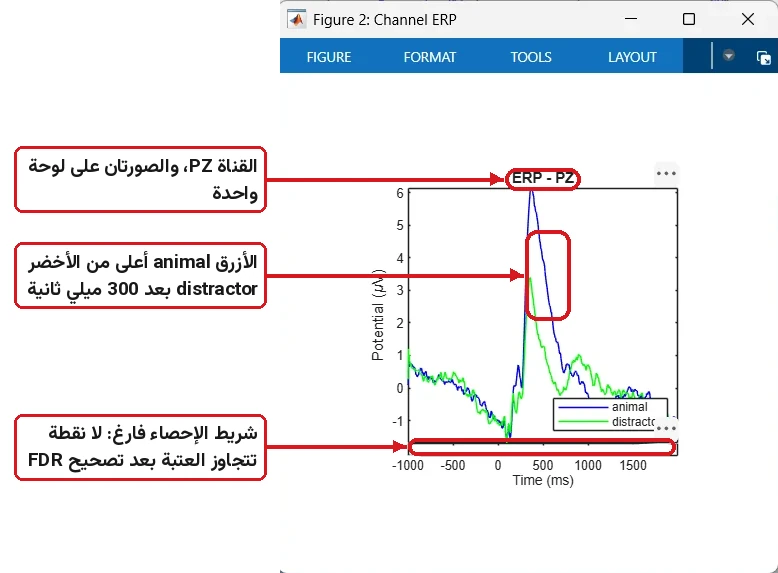 Figure 2: Channel ERP
FIGURE FORMAT TOOLS LAYOUT
القناة PZ، والصورتان على لوحة
واحدة
ERP - PZ
الأزرق animal أعلى من الأخضر
distractor بعد 300 ميلي ثانية
شريط الإحصاء فارغ: لا نقطة
تتجاوز العتبة بعد تصحيح FDR
Potential (µV)
6
5
4
3
2
1
0
-1
animal
distracto
-1000 -500 0 500 1000 1500
Time (ms)